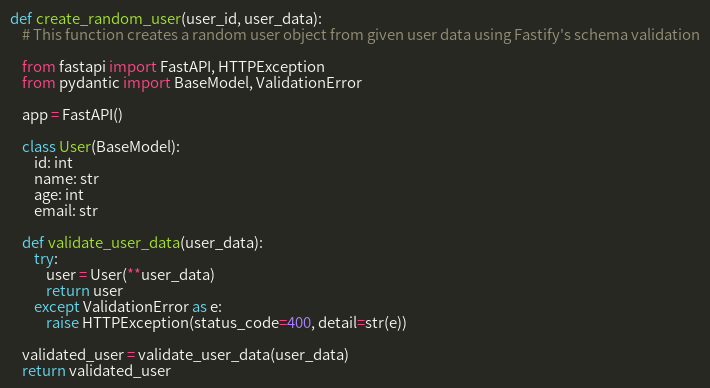 def create_random_user(user_id, user_data):
    # This function creates a random user object from given user data using Fastify's schema validation

    from fastapi import FastAPI, HTTPException
    from pydantic import BaseModel, ValidationError

    app = FastAPI()

    class User(BaseModel):
        id: int
        name: str
        age: int
        email: str

    def validate_user_data(user_data):
        try:
            user = User(**user_data)
            return user
        except ValidationError as e:
            raise HTTPException(status_code=400, detail=str(e))

    validated_user = validate_user_data(user_data)
    return validated_user